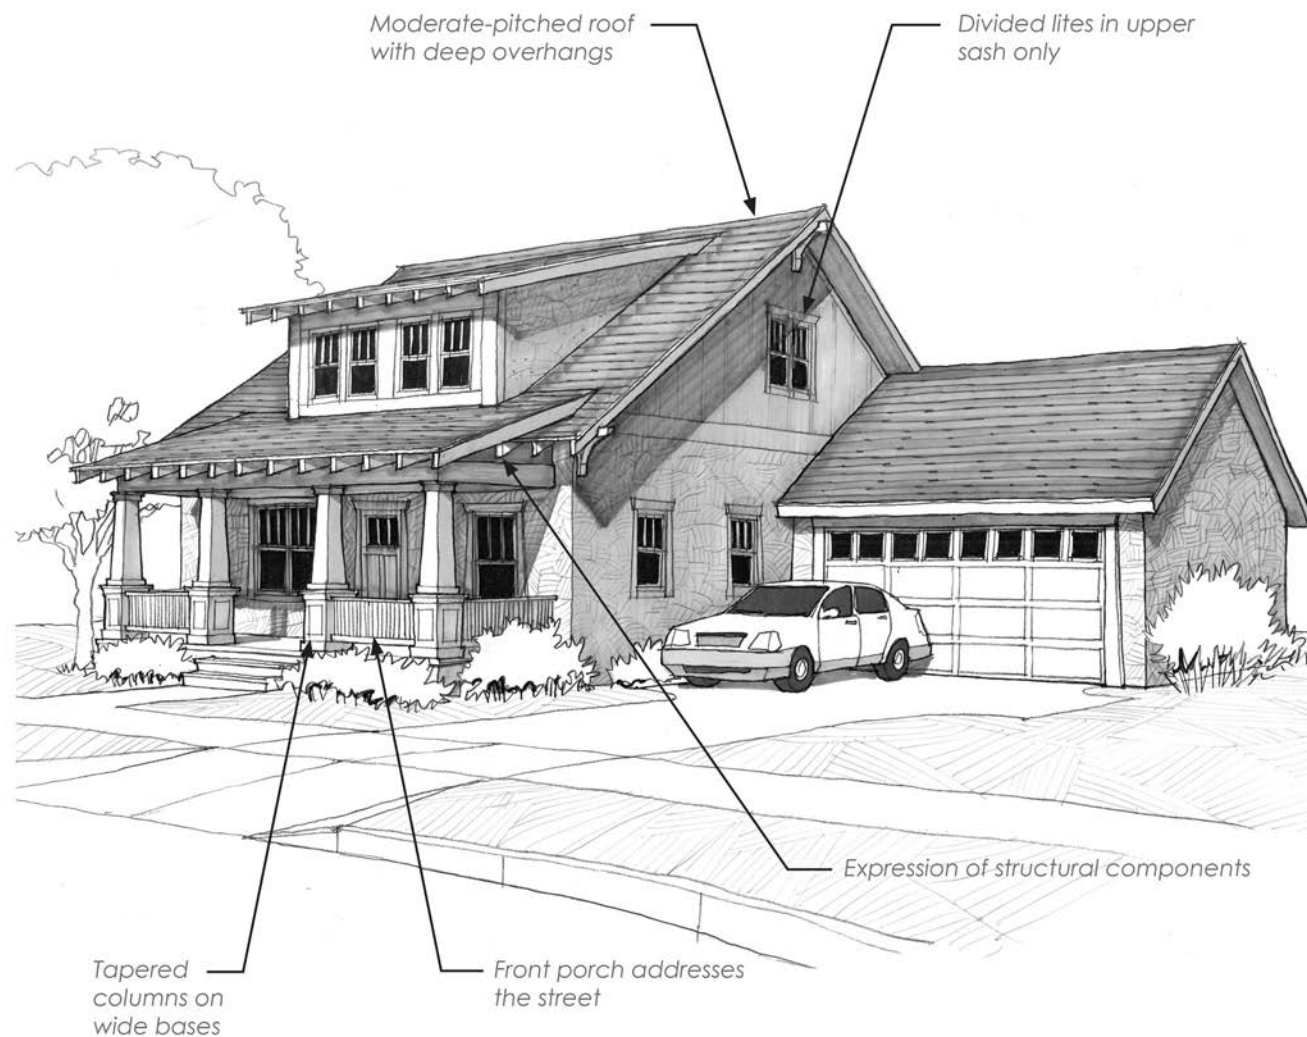 Moderate-pitched roof
with deep overhangs
Divided lites in upper
sash only
Expression of structural components
Tapered
columns on
wide bases
Front porch addresses
the street